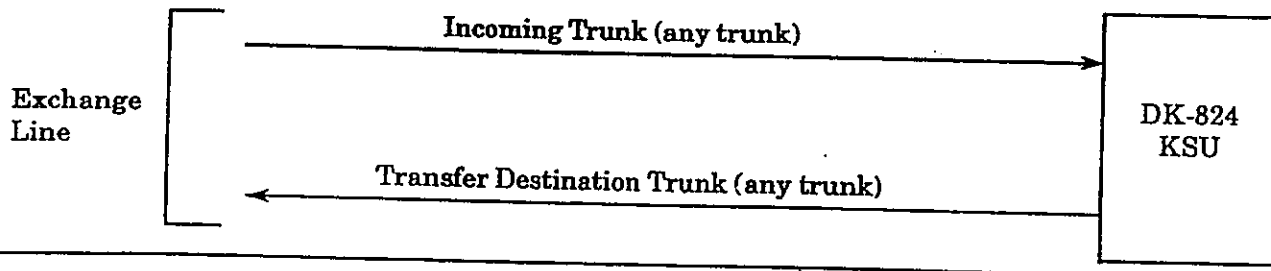 Incoming Trunk (any trunk)
Exchange
Line
DK-824
KSU
Transfer Destination Trunk (any trunk)